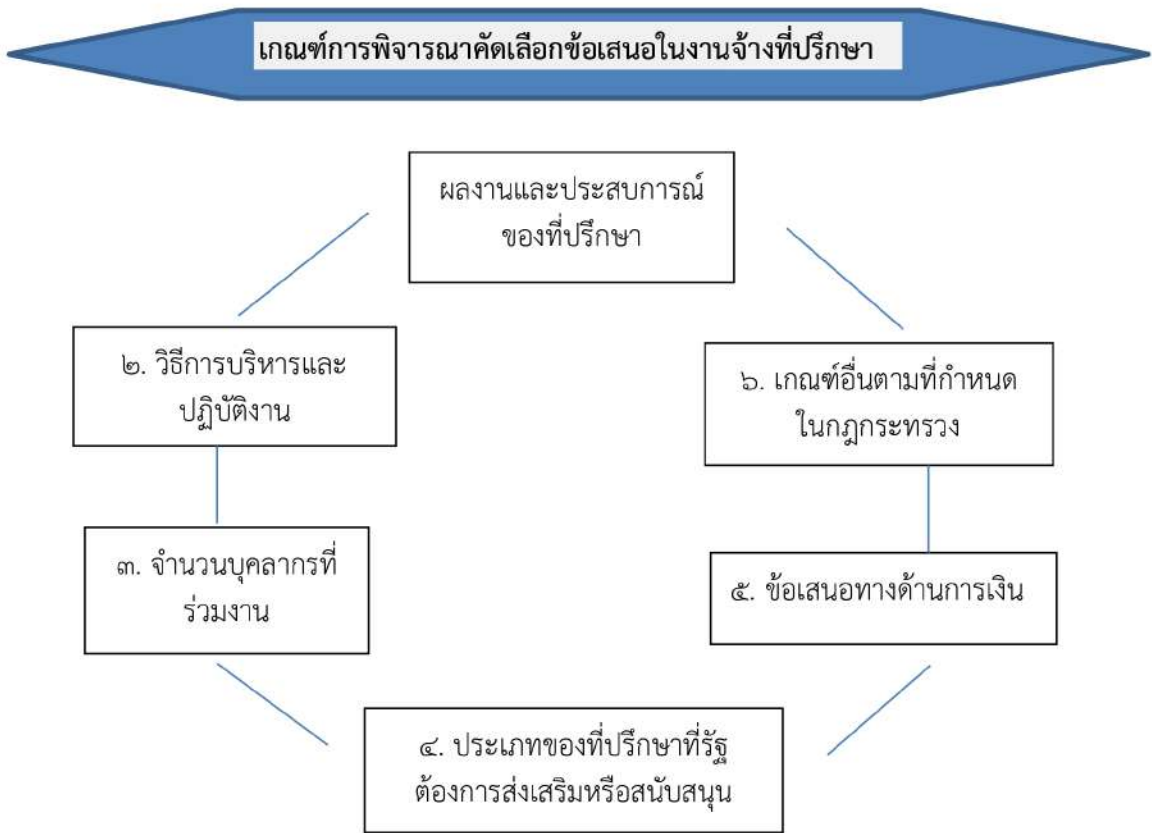 เกณฑ์การพิจารณาคัดเลือกข้อเสนอในงานจ้างที่ปรึกษา
ผลงานและประสบการณ์
ของที่ปรึกษา
๒. วิธีการบริหารและ
ปฏิบัติงาน
๓. จำนวนบุคลากรที่
ร่วมงาน
๔. ประเภทของที่ปรึกษาที่รัฐ
ต้องการส่งเสริมหรือสนับสนุน
๕. ข้อเสนอทางด้านการเงิน
๖. เกณฑ์อื่นตามที่กำหนด
ในกฎกระทรวง